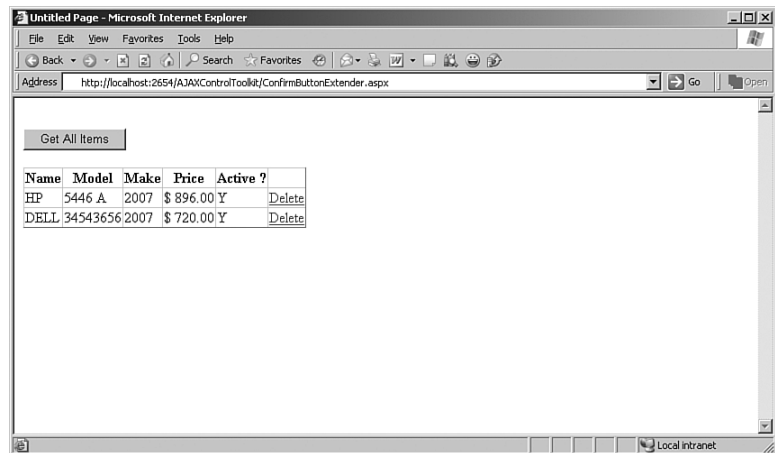 Untitled Page - Microsoft Internet Explorer
File Edit View Favorites Tools Help
Back Search Favorites
Address http://localhost:2654/AJAXControlToolkit/ConfirmButtonExtender.aspx Go Open
Get All Items
Name Model Make Price Active ?
HP 5446 A 2007 $ 896.00 Y Delete
DELL 34543656 2007 $ 720.00 Y Delete
Local intranet